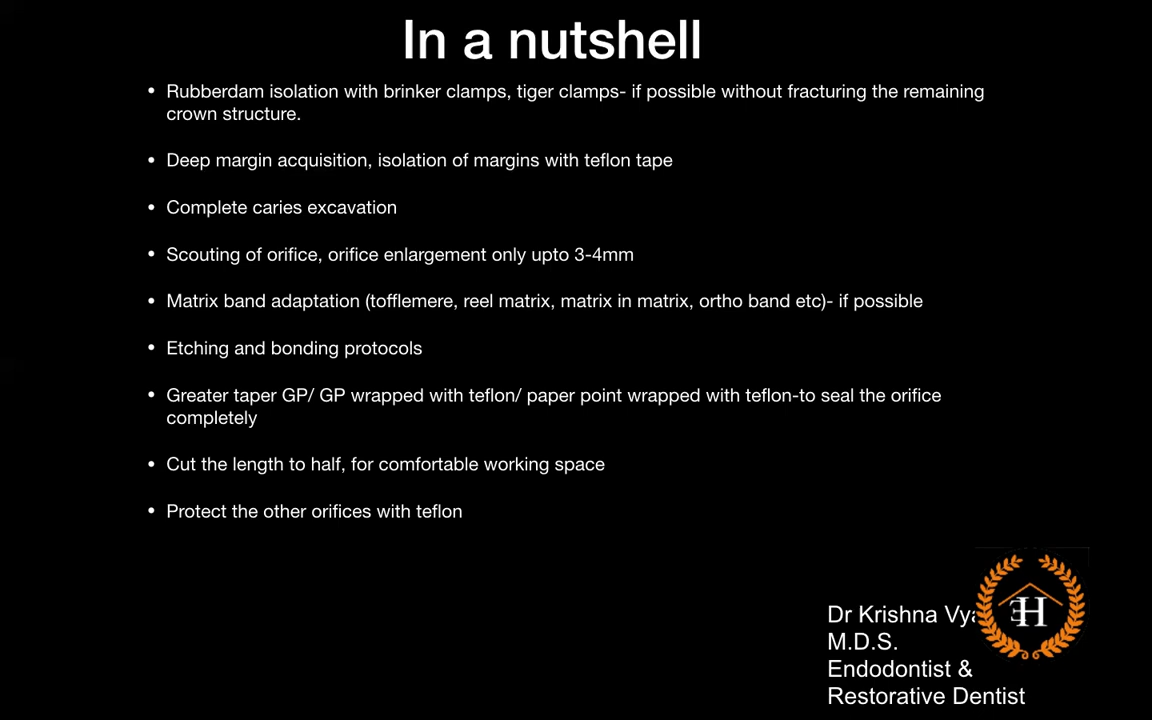 In a nutshell
• Rubberdam isolation with brinker clamps, tiger clamps- if possible without fracturing the remaining
crown structure.
• Deep margin acquisition, isolation of margins with teflon tape
• Complete caries excavation
• Scouting of orifice, orifice enlargement only upto 3-4mm
• Matrix band adaptation (tofflemere, reel matrix, matrix in matrix, ortho band etc)- if possible
• Etching and bonding protocols
• Greater taper GP/ GP wrapped with teflon/ paper point wrapped with teflon-to seal the orifice
completely
• Cut the length to half, for comfortable working space
• Protect the other orifices with teflon
Dr Krishna
M.D.S.
Endodontist &
Restorative Dentist